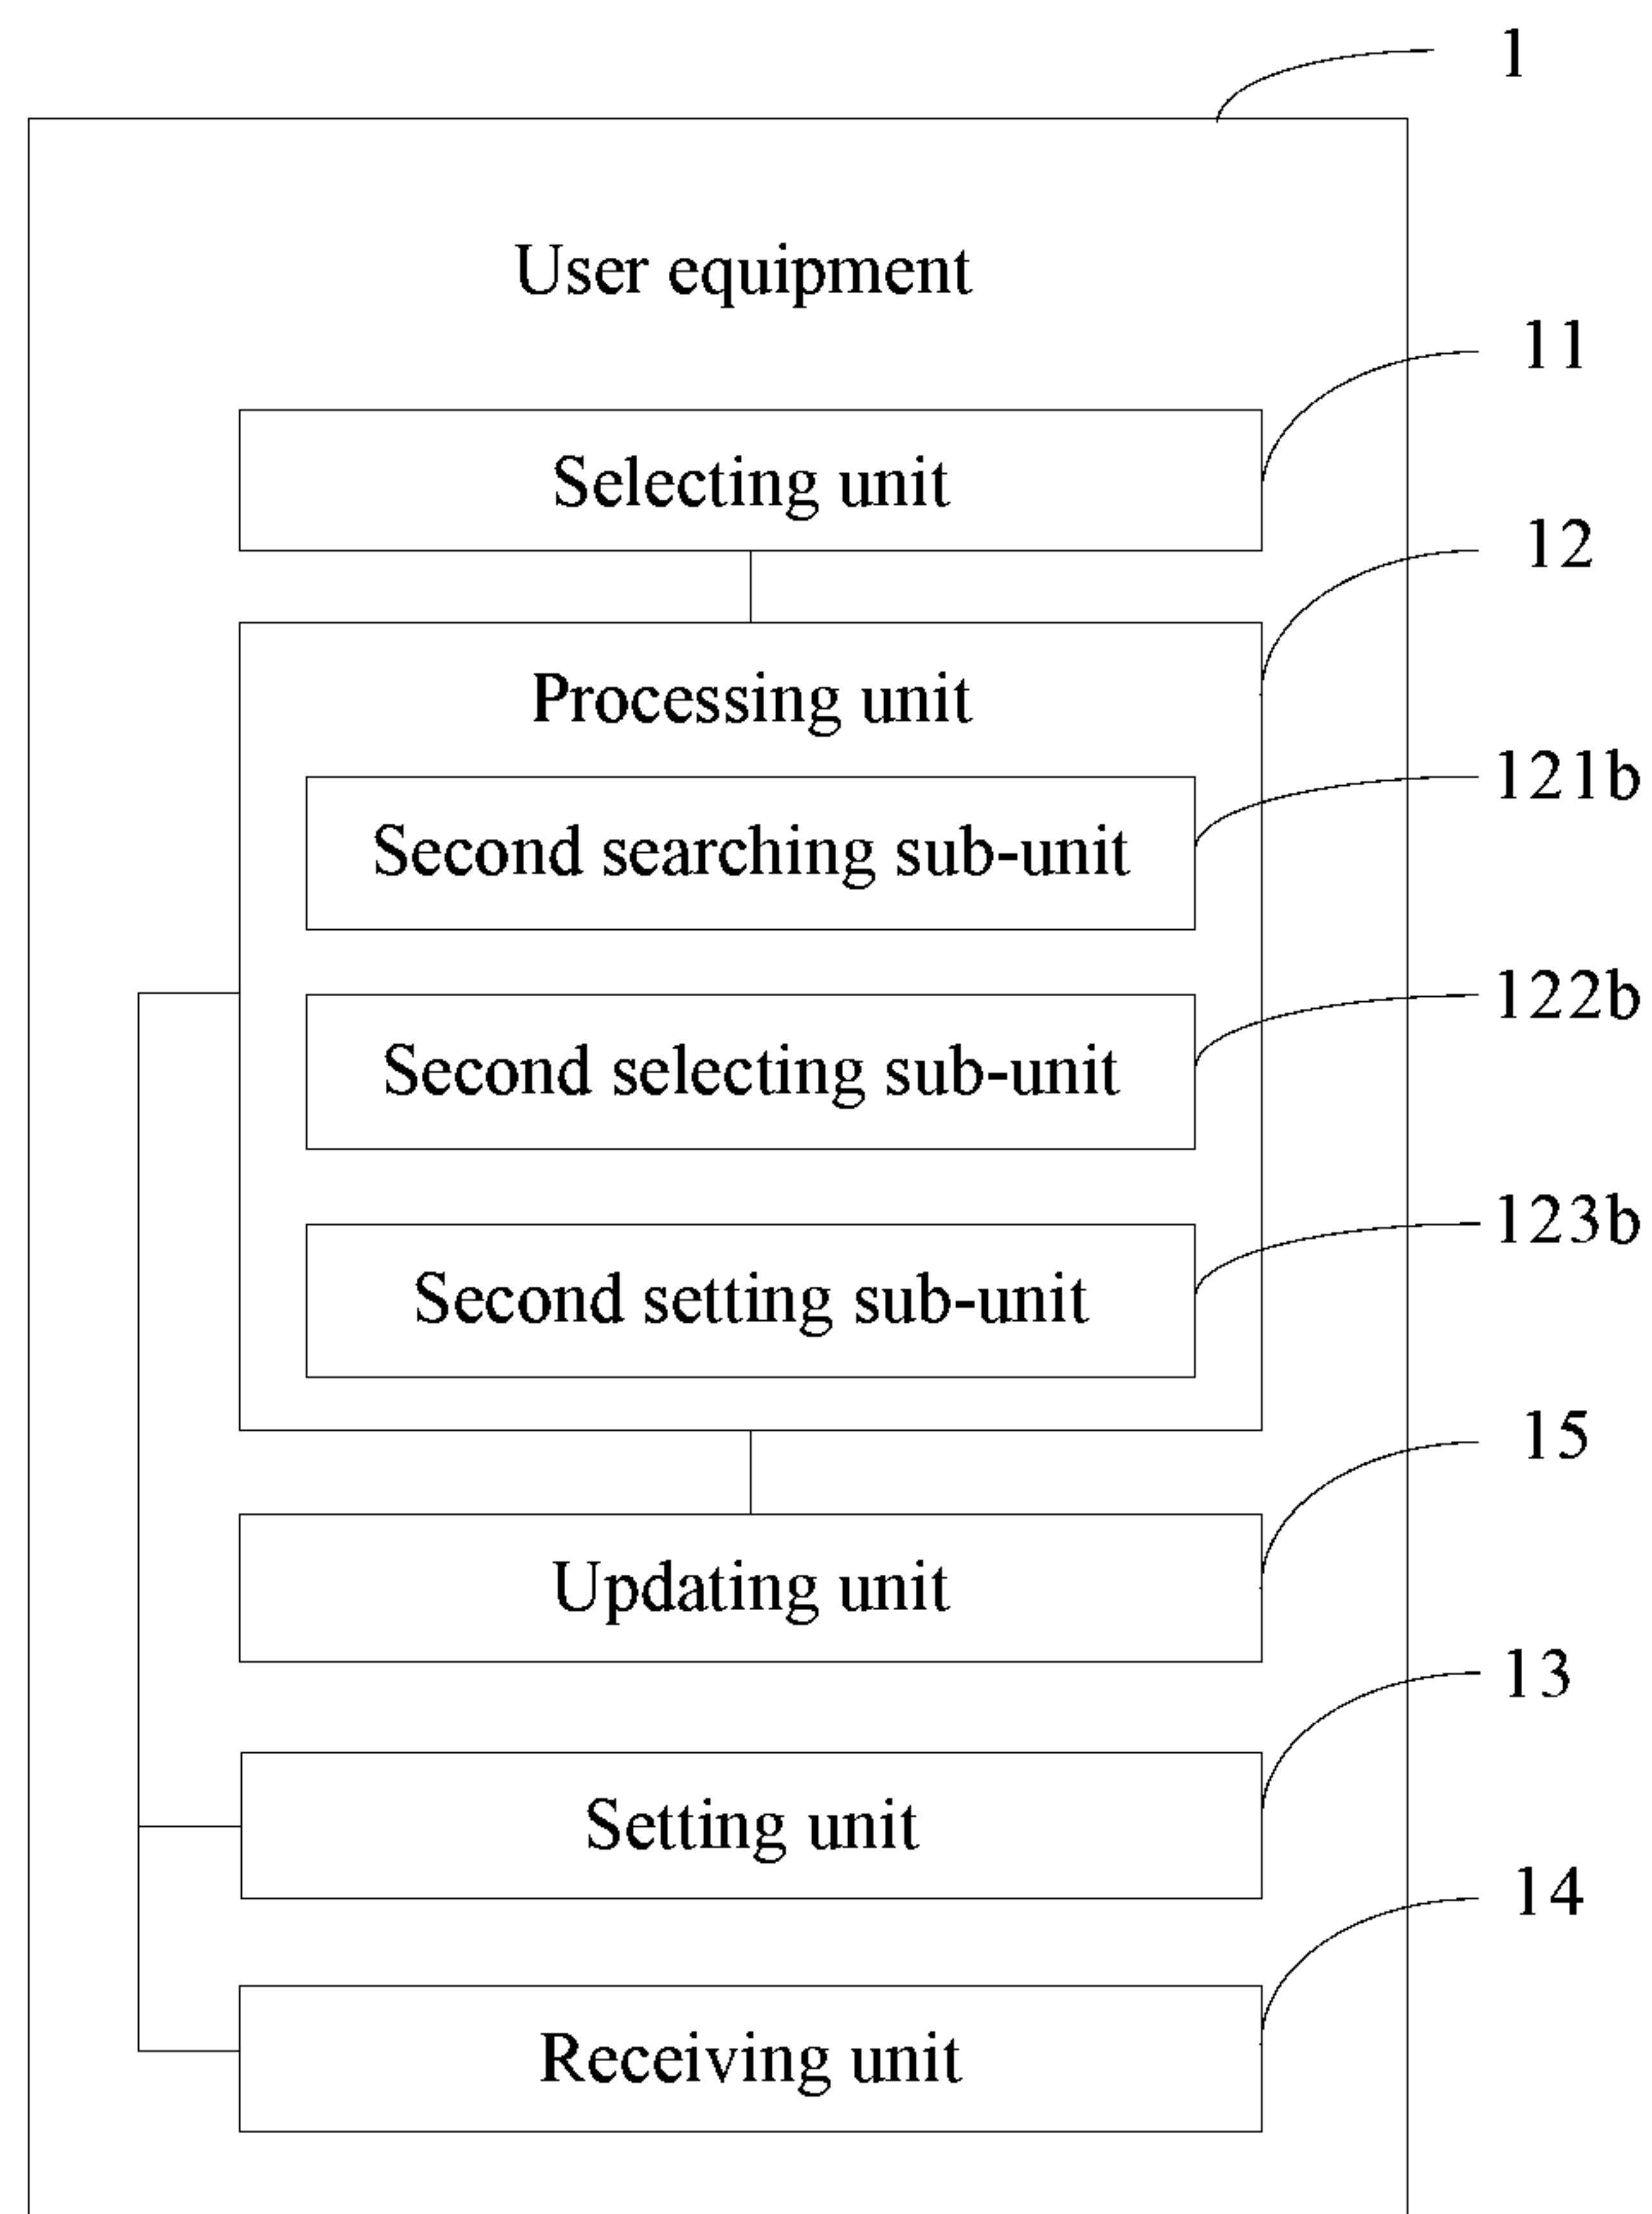 1
User equipment
11
Selecting unit
12
Processing unit
121b
Second searching sub-unit
122b
Second selecting sub-unit
123b
Second setting sub-unit
15
Updating unit
13
Setting unit
14
Receiving unit